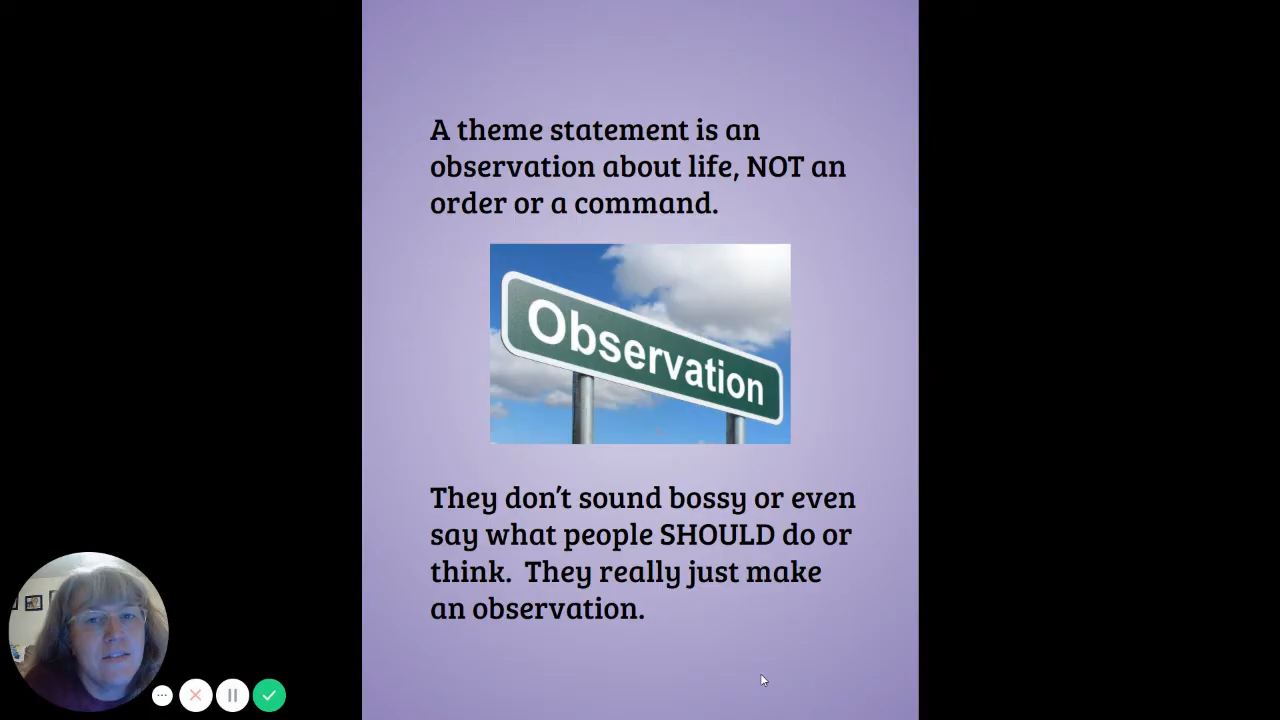 A theme statement is an
observation about life, NOT an
order or a command.
Observation
They don't sound bossy or even
say what people SHOULD do or
think.  They really just make
an observation.